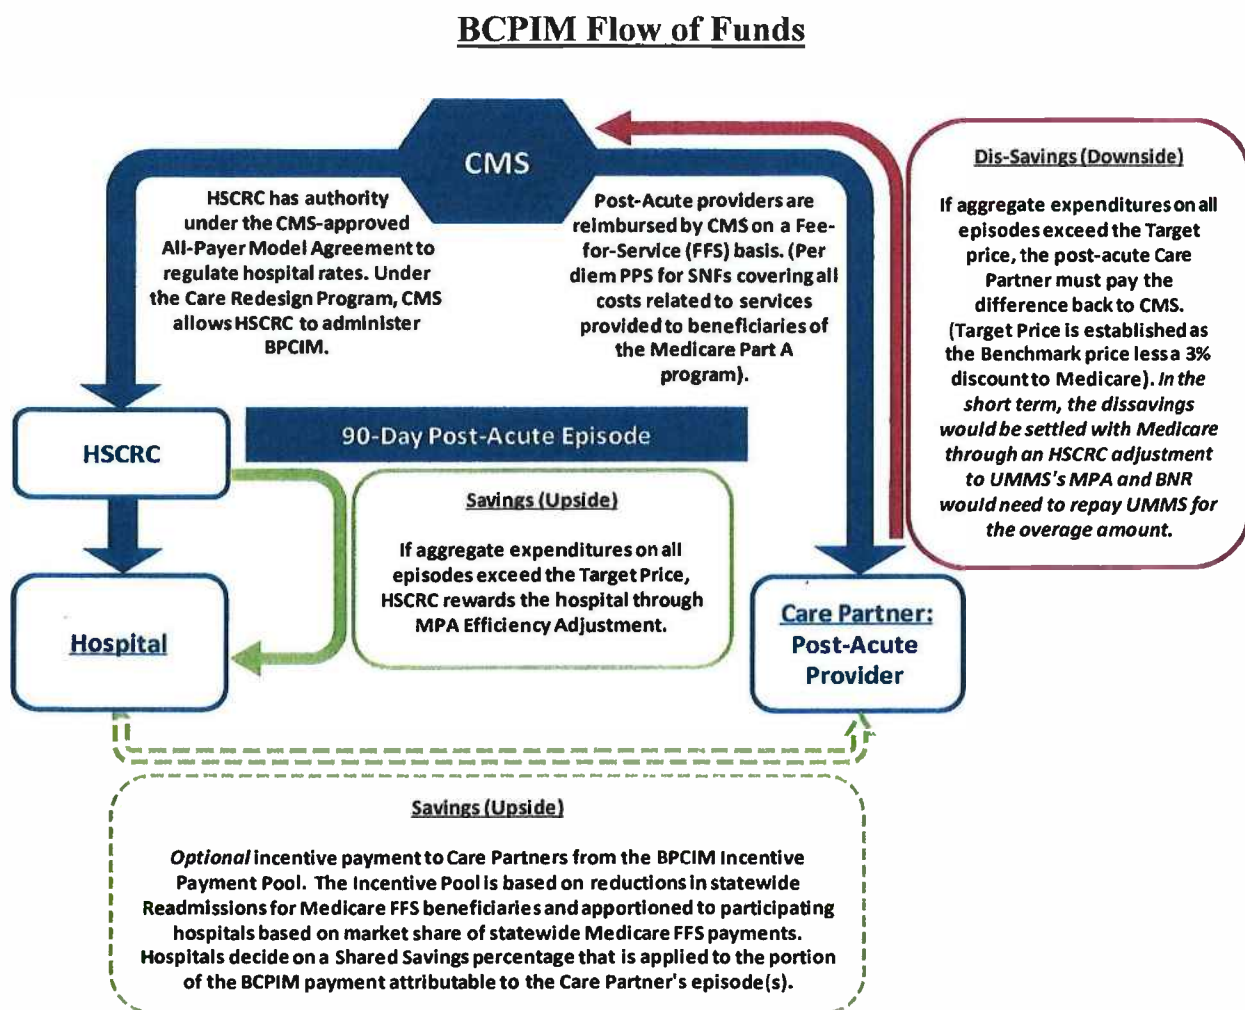 BCPIM Flow of Funds
CMS
HSCRC has authority
under the CMS-approved
All-Payer Model Agreement to
regulate hospital rates. Under
the Care Redesign Program, CMS
allows HSCRC to administer
BPCIM.
Post-Acute providers are
reimbursed by CMS on a Fee-
for-Service (FFS) basis. (Per
diem PPS for SNFs covering all
costs related to services
provided to beneficiaries of
the Medicare Part A
program).
Dis-Savings (Downside)
If aggregate expenditures on all
episodes exceed the Target
price, the post-acute Care
Partner must pay the
difference back to CMS.
(Target Price is established as
the Benchmark price less a 3%
discount to Medicare). In the
short term, the dissavings
would be settled with Medicare
through an HSCRC adjustment
to UMMS's MPA and BNR
would need to repay UMMS for
the overage amount.
HSCRC
90-Day Post-Acute Episode
Savings (Upside)
If aggregate expenditures on all
episodes exceed the Target Price,
HSCRC rewards the hospital through
MPA Efficiency Adjustment.
Hospital
Care Partner:
Post-Acute
Provider
Savings (Upside)
Optional incentive payment to Care Partners from the BPCIM Incentive
Payment Pool. The Incentive Pool is based on reductions in statewide
Readmissions for Medicare FFS beneficiaries and apportioned to participating
hospitals based on market share of statewide Medicare FFS payments.
Hospitals decide on a Shared Savings percentage that is applied to the portion
of the BCPIM payment attributable to the Care Partner's episode(s).